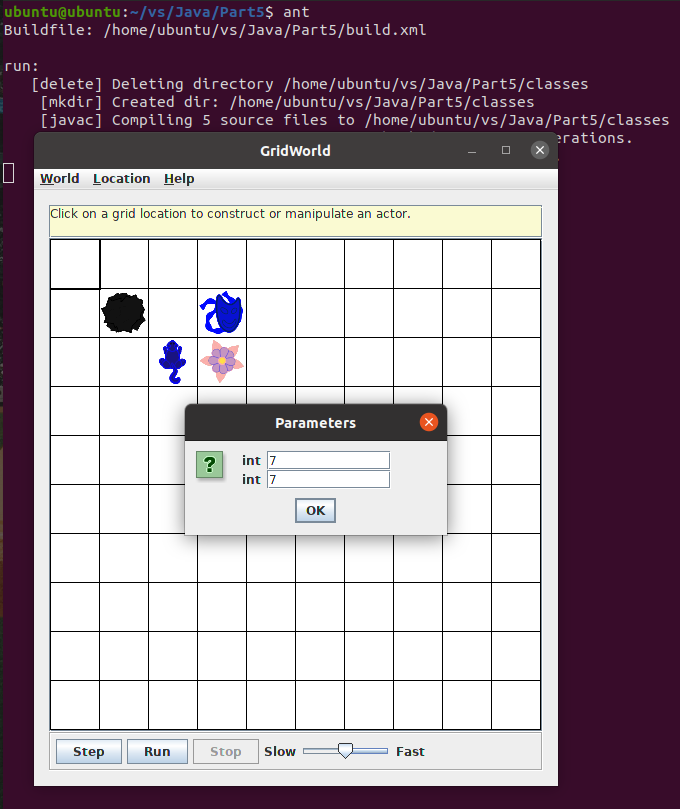 ubuntu@ubuntu:~/vs/Java/Part5$ ant
Buildfile: /home/ubuntu/vs/Java/Part5/build.xml
run:
[delete] Deleting directory /home/ubuntu/vs/Java/Part5/classes
[mkdir] Created dir: /home/ubuntu/vs/Java/Part5/classes
[javac] Compiling 5 source files to /home/ubuntu/vs/Java/Part5/classes
erations.
GridWorld
World Location Help
Click on a grid location to construct or manipulate an actor.
Parameters
? int 7
int 7
OK
Step Run Stop Slow Fast